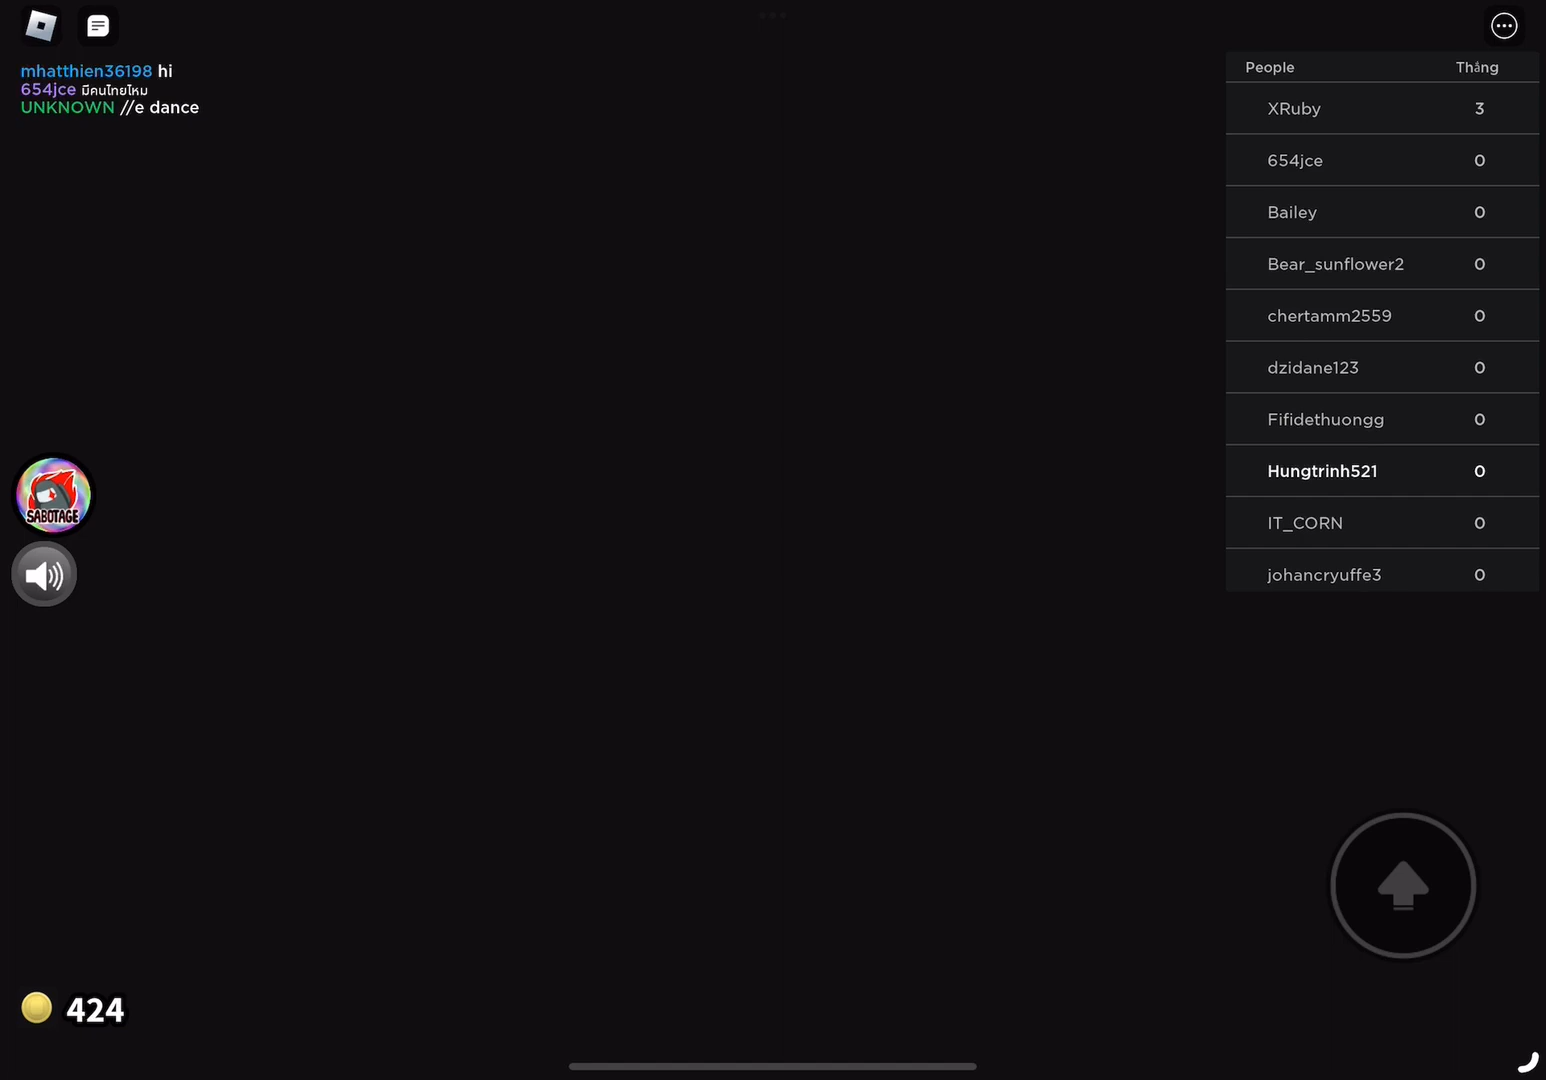 mhatthien36198 hi
654jce มีคนไทยไหม
UNKNOWN //e dance
People Thắng
XRuby 3
654jce 0
Bailey 0
Bear_sunflower2 0
chertamm2559 0
dzidane123 0
Fifidethuongg 0
Hungtrinh521 0
IT_CORN 0
johancryuffe3 0
SABOTAGE
424